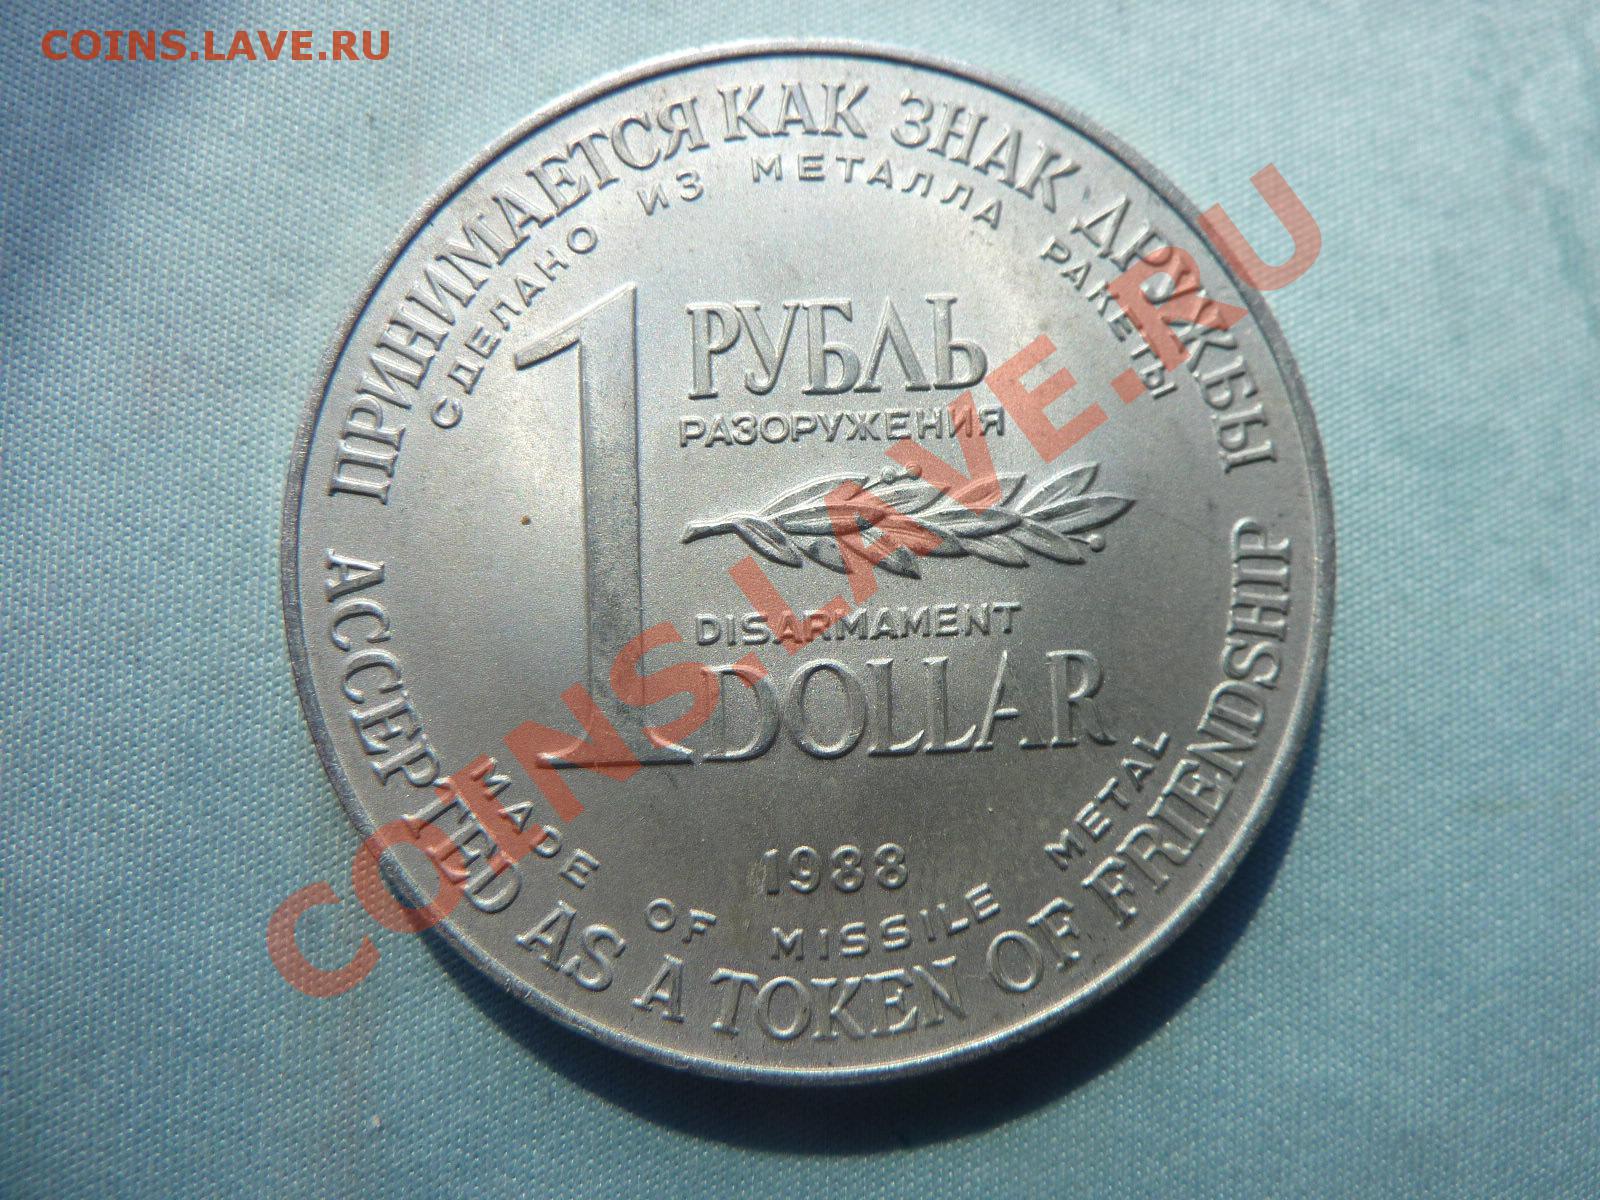 COINS.LAVE.RU
ПРИНИМАЕТСЯ КАК ЗНАК ДРУЖБЫ
СДЕЛАНО ИЗ МЕТАЛЛА РАКЕТЫ
1 РУБЛЬ
РАЗОРУЖЕНИЯ
DISARMAMENT
DOLLAR
1988
MADE OF MISSILE METAL
ACCEPTED AS A TOKEN OF FRIENDSHIP
COINS.LAVE.RU